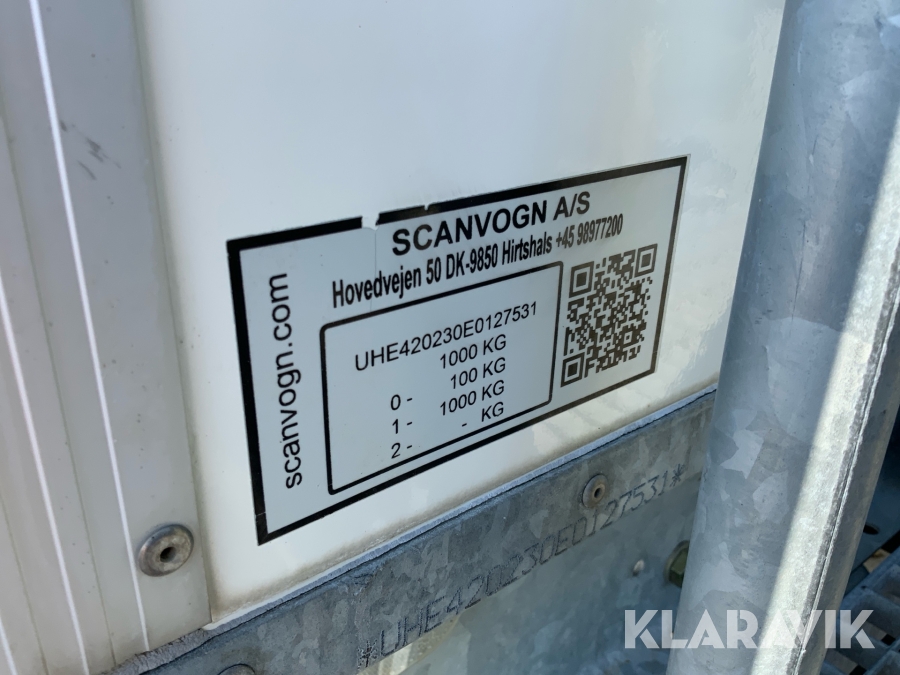 SCANVOGN A/S
Hovedvejen 50 DK-9850 Hirtshals +45 98977200
scanvogn.com
UHE420230E0127531
1000 KG
0- 100 KG
1- 1000 KG
2- - KG
*UHE420230E0127531*
KLARAVIK